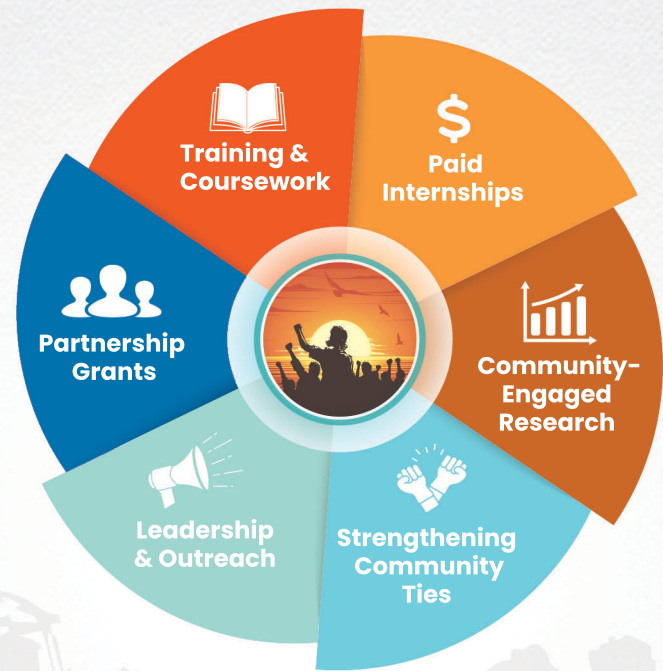 Training &
Coursework
$
Paid
Internships
Community-
Engaged
Research
Strengthening
Community
Ties
Leadership
& Outreach
Partnership
Grants